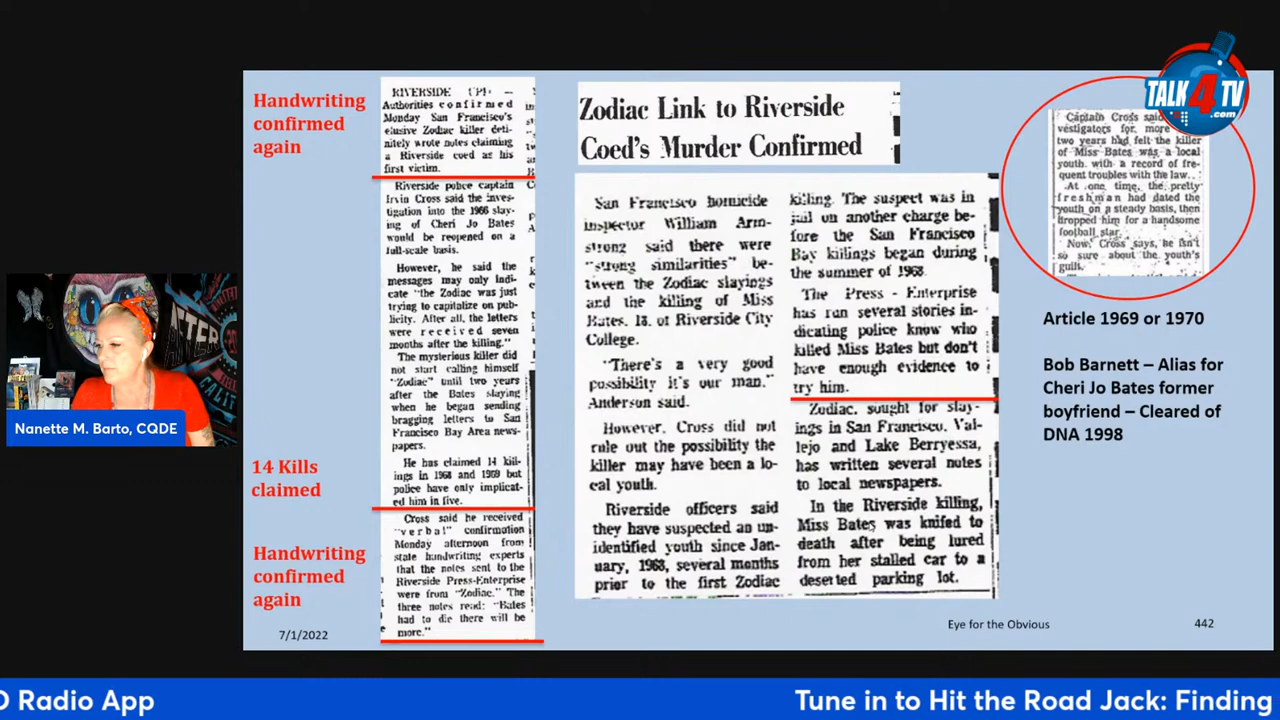 Handwriting
confirmed
again
14 Kills
claimed
Handwriting
confirmed
again
7/1/2022
RIVERSIDE (UPI) —
Authorities confirmed
Monday San Francisco's
elusive Zodiac killer defi-
nitely wrote notes claiming
a Riverside coed as his
first victim.
Riverside police captain
Irvin Cross said the inves-
tigation into the 1966 slay-
ing of Cheri Jo Bates
would be reopened on a
full-scale basis.
However, he said the
messages may only indi-
cate "the Zodiac was just
trying to capitalize on pub-
licity. After all, the letters
were received seven
months after the killing."
The mysterious killer did
not start calling himself
"Zodiac" until two years
after the Bates slaying
when he began sending
bragging letters to San
Francisco Bay Area news-
papers.
He has claimed 14 kill-
ings in 1968 and 1969 but
police have only implicat-
ed him in five.
Cross said he received
"verbal" confirmation
Monday afternoon from
state handwriting experts
that the notes sent to the
Riverside Press-Enterprise
were from "Zodiac." The
three notes read: "Bates
had to die there will be
more."
Zodiac Link to Riverside
Coed's Murder Confirmed
San Francisco homicide
inspector William Arm-
strong said there were
"strong similarities" be-
tween the Zodiac slayings
and the killing of Miss
Bates, 18, of Riverside City
College.
"There's a very good
possibility it's our man."
Anderson said.
However, Cross did not
rule out the possibility the
killer may have been a lo-
cal youth.
Riverside officers said
they have suspected an un-
identified youth since Jan-
uary, 1968, several months
prior to the first Zodiac
killing. The suspect was in
jail on another charge be-
fore the San Francisco
Bay killings began during
the summer of 1968.
The Press - Enterprise
has run several stories in-
dicating police know who
killed Miss Bates but don't
have enough evidence to
try him.
Zodiac, sought for slay-
ings in San Francisco, Val-
lejo and Lake Berryessa,
has written several notes
to local newspapers.
In the Riverside killing,
Miss Bates was knifed to
death after being lured
from her stalled car to a
deserted parking lot.
Captain Cross said
vestigators for more
two years had felt the killer
of Miss Bates was a local
youth with a record of fre-
quent troubles with the law.
At one time, the pretty
freshman had dated the
youth on a steady basis, then
dropped him for a handsome
football star.
Now, Cross says, he isn't
so sure about the youth's
guilt.
Article 1969 or 1970
Bob Barnett – Alias for
Cheri Jo Bates former
boyfriend – Cleared of
DNA 1998
Eye for the Obvious
442
TALK 4 TV
.com
AFTER
CALIF
Nanette M. Barto, CQDE
D Radio App
Tune in to Hit the Road Jack: Finding